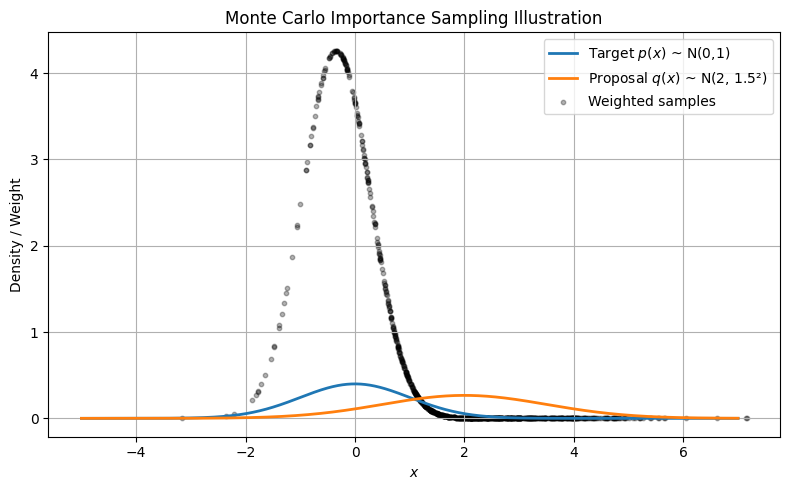 Monte Carlo Importance Sampling Illustration
Target p(x) ~ N(0,1)
Proposal q(x) ~ N(2, 1.5²)
Weighted samples
Density / Weight
4
3
2
1
0
−4
−2
0
2
4
6
x